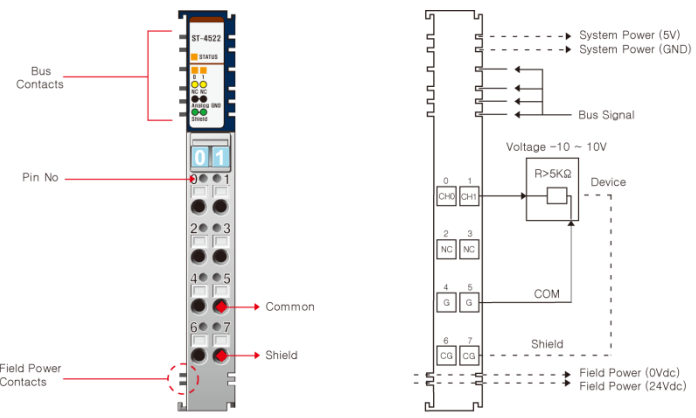 ST-4522
STATUS
0 1
NC NC
Analog GND
Shield
Bus
Contacts
0 1
Pin No
0 1
2 3
4 5
Common
6 7
Shield
Field Power
Contacts
System Power (5V)
System Power (GND)
Bus Signal
Voltage -10 ~ 10V
R>5KΩ
Device
0 1
CH0 CH1
2 3
NC NC
4 5
G G
COM
6 7
CG CG
Shield
Field Power (0Vdc)
Field Power (24Vdc)